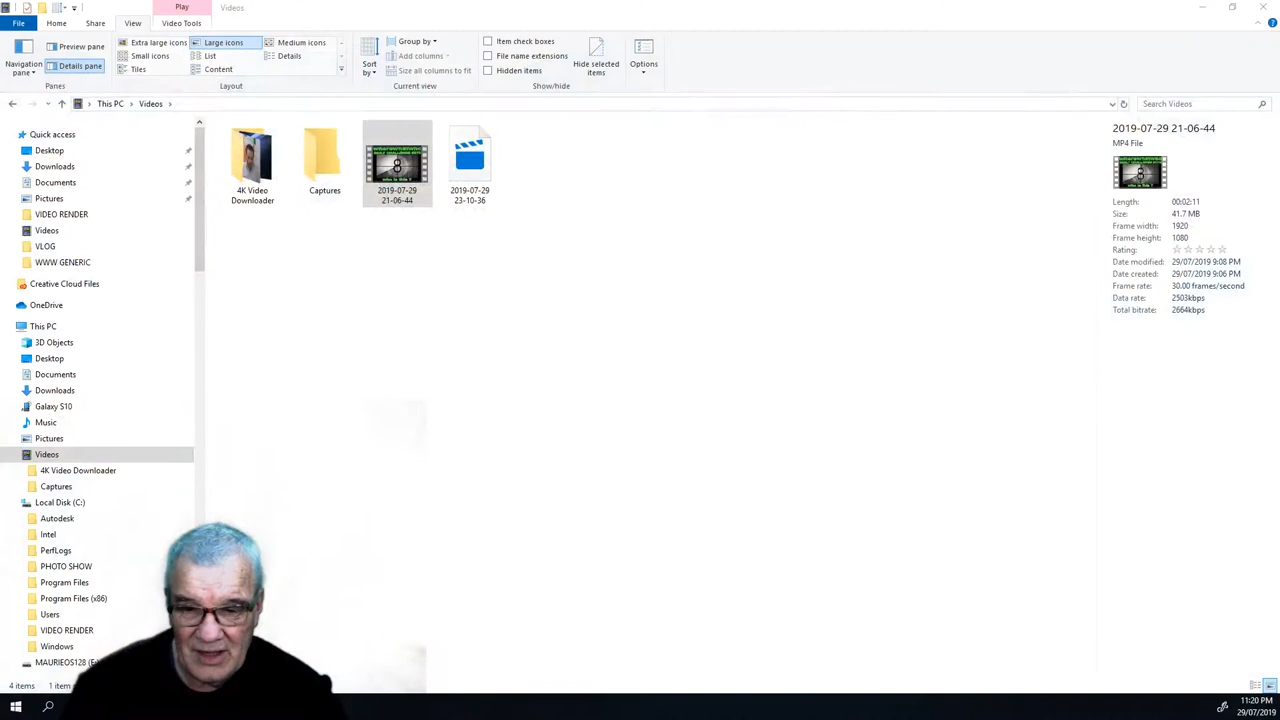 Play
Videos
File
Home
Share
View
Video Tools
Navigation
pane
Preview pane
Details pane
Panes
Extra large icons
Large icons
Medium icons
Small icons
List
Details
Tiles
Content
Layout
Sort
by
Group by
Add columns
Size all columns to fit
Current view
Item check boxes
File name extensions
Hidden items
Hide selected
items
Show/hide
Options
This PC
Videos
Search Videos
Quick access
Desktop
Downloads
Documents
Pictures
VIDEO RENDER
Videos
VLOG
WWW GENERIC
Creative Cloud Files
OneDrive
This PC
3D Objects
Desktop
Documents
Downloads
Galaxy S10
Music
Pictures
Videos
4K Video Downloader
Captures
Local Disk (C:)
Autodesk
Intel
PerfLogs
PHOTO SHOW
Program Files
Program Files (x86)
Users
VIDEO RENDER
Windows
MAURIEOS128
4 items
1 item
4K Video
Downloader
Captures
8
2019-07-29
21-06-44
2019-07-29
23-10-36
2019-07-29 21-06-44
MP4 File
8
Length: 00:02:11
Size: 41.7 MB
Frame width: 1920
Frame height: 1080
Rating:
Date modified: 29/07/2019 9:08 PM
Date created: 29/07/2019 9:06 PM
Frame rate: 30.00 frames/second
Data rate: 2503kbps
Total bitrate: 2664kbps
11:20 PM
29/07/2019